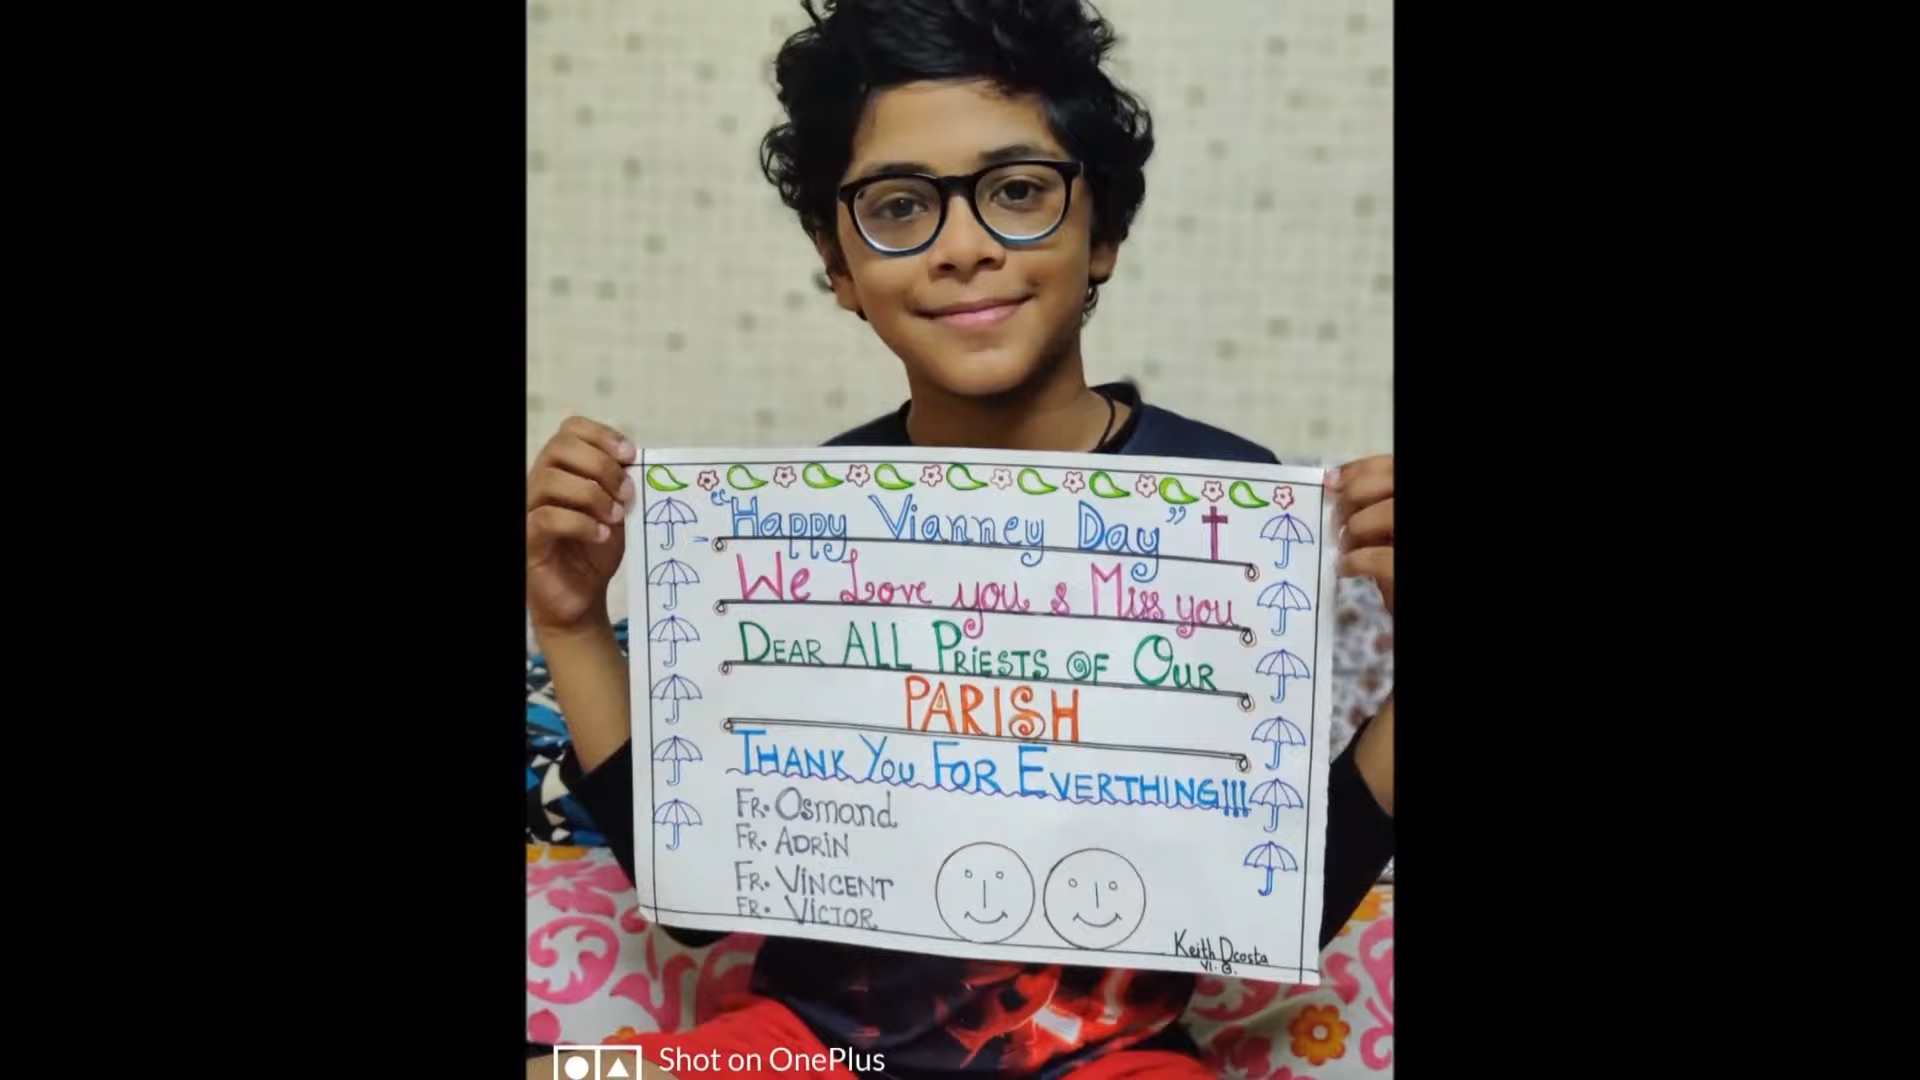 "Happy Vianney Day"
We Love you & Miss you
DEAR ALL PRIESTS OF OUR
PARISH
THANK YOU FOR EVERTHING!!!
FR. Osmond
FR. ADRIN
FR. VINCENT
FR. VICTOR
Keith Dcosta
VI. B.
Shot on OnePlus